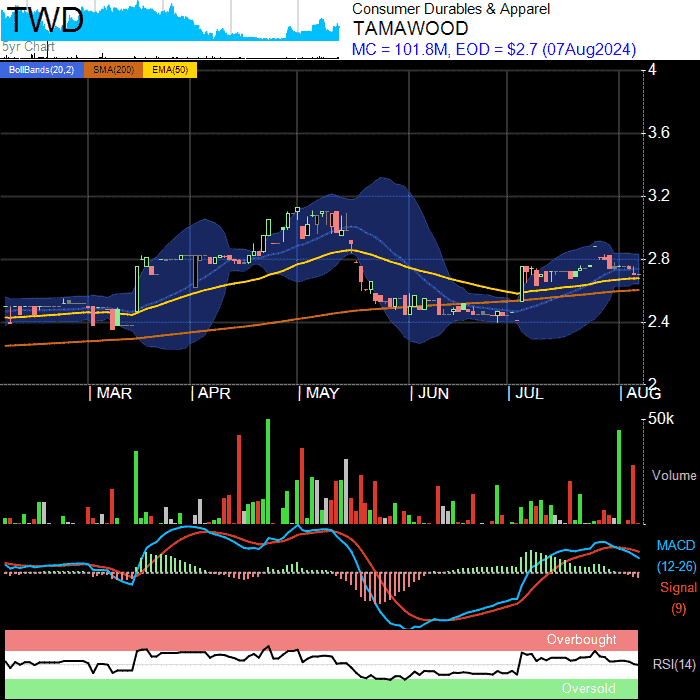 TWD
5yr Chart
Consumer Durables & Apparel
TAMAWOOD
MC = 101.8M, EOD = $2.7 (07Aug2024)
BollBands(20,2) SMA(200) EMA(50)
4
3.6
3.2
2.8
2.4
2
MAR APR MAY JUN JUL AUG
50k
Volume
MACD
(12-26)
Signal
(9)
Overbought
RSI(14)
Oversold